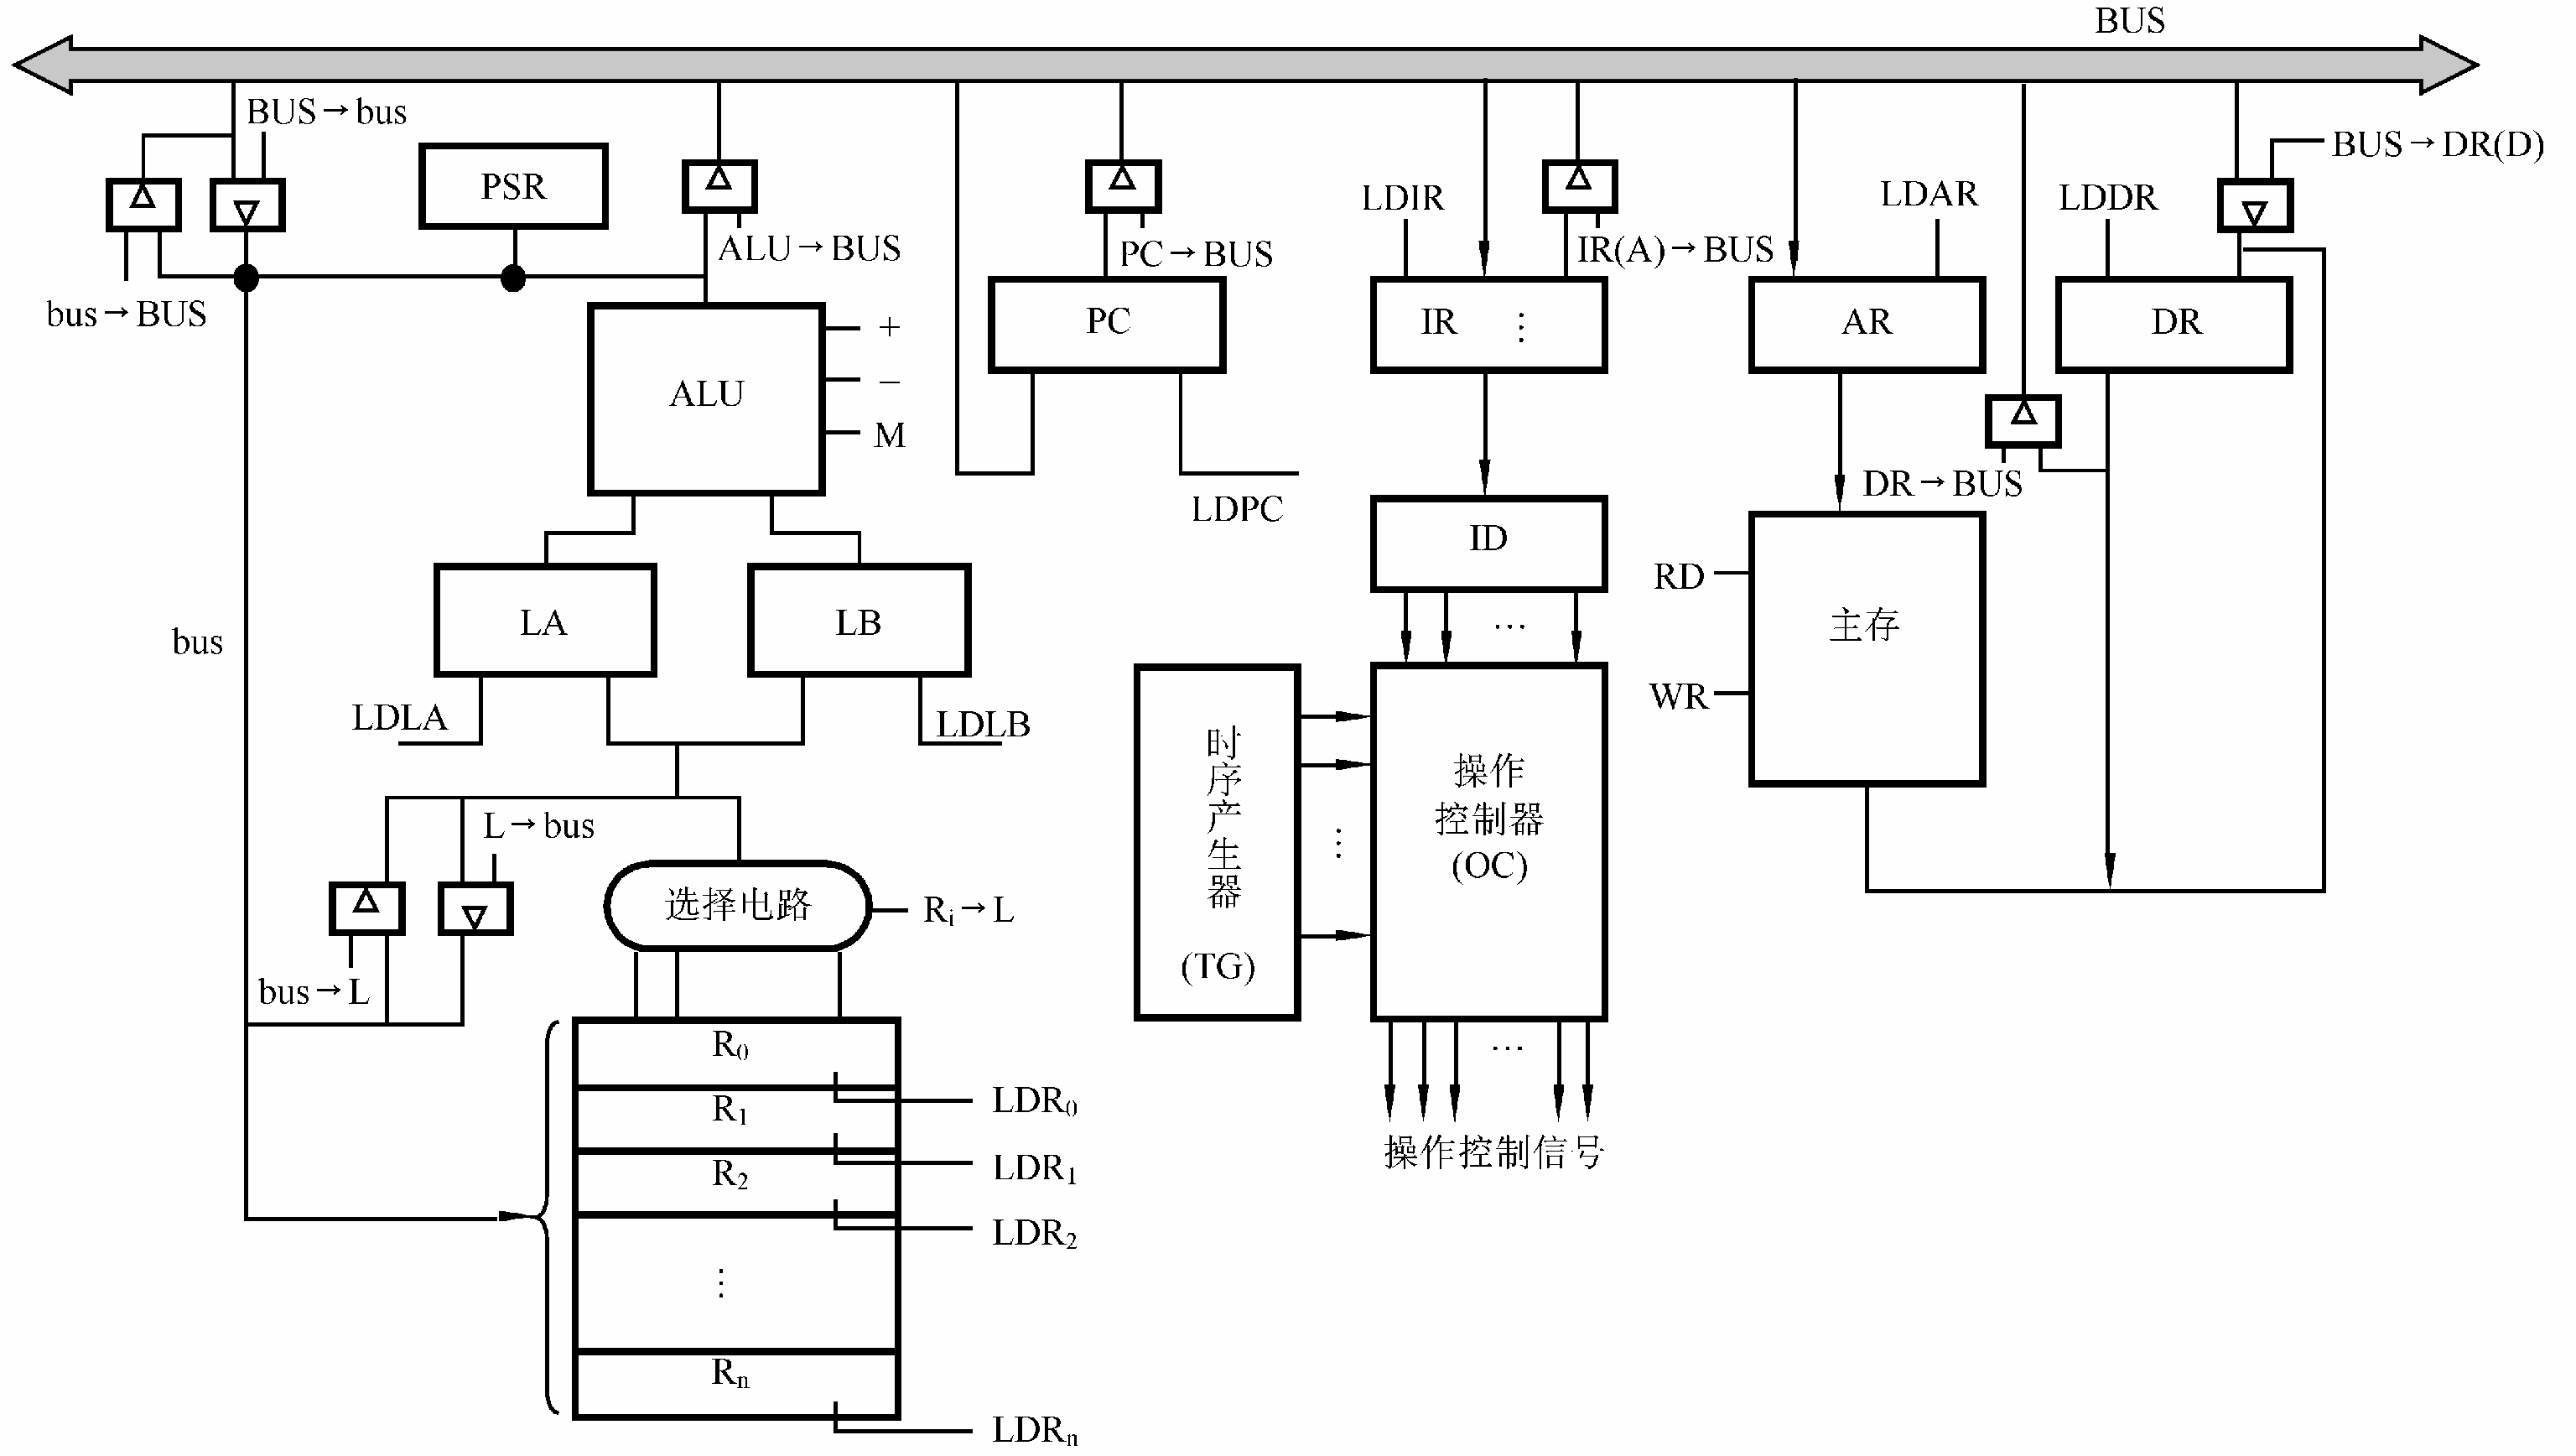 BUS
BUS→bus
BUS→DR(D)
PSR
LDIR
LDAR
LDDR
ALU→BUS
PC→BUS
IR(A)→BUS
bus→BUS
PC
IR ⋮
AR
DR
+
−
M
ALU
DR→BUS
LDPC
ID
RD
…
主存
LA
LB
bus
WR
LDLA
LDLB
时序产生器
(TG)
⋮
操作
控制器
(OC)
L→bus
选择电路
Rᵢ→L
bus→L
R₀
…
LDR₀
R₁
操作控制信号
LDR₁
R₂
LDR₂
⋮
Rₙ
LDRₙ